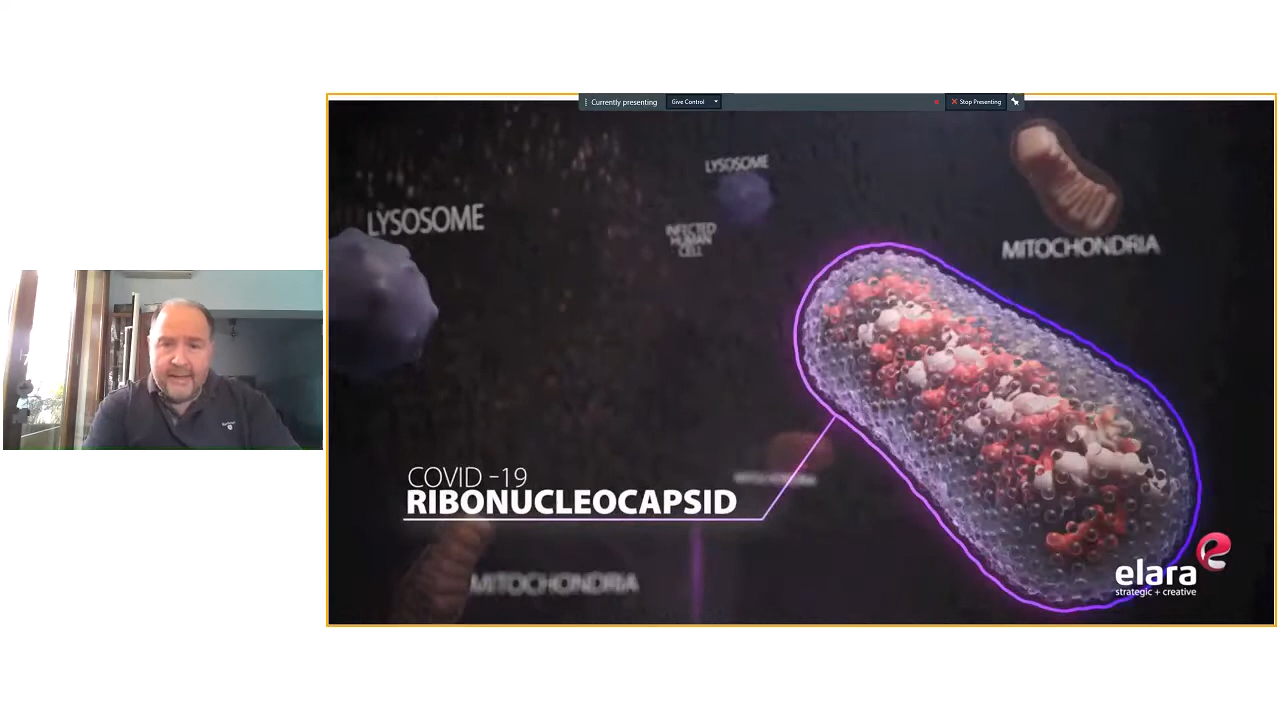 Currently presenting
Give Control
Stop Presenting
LYSOSOME
LYSOSOME
INFECTED
HUMAN
CELL
MITOCHONDRIA
COVID -19
RIBONUCLEOCAPSID
MITOCHONDRIA
elara
strategic + creative